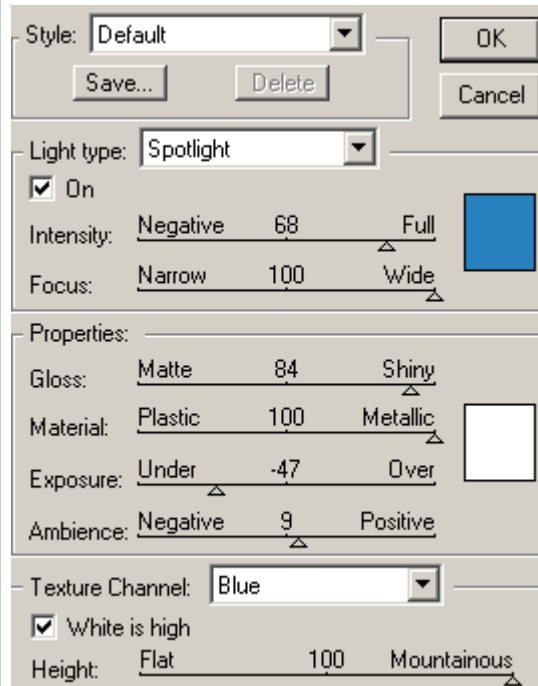 Style: Default
OK
Save... Delete
Cancel
Light type: Spotlight
On
Intensity: Negative 68 Full
Focus: Narrow 100 Wide
Properties:
Gloss: Matte 84 Shiny
Material: Plastic 100 Metallic
Exposure: Under -47 Over
Ambience: Negative 9 Positive
Texture Channel: Blue
White is high
Height: Flat 100 Mountainous